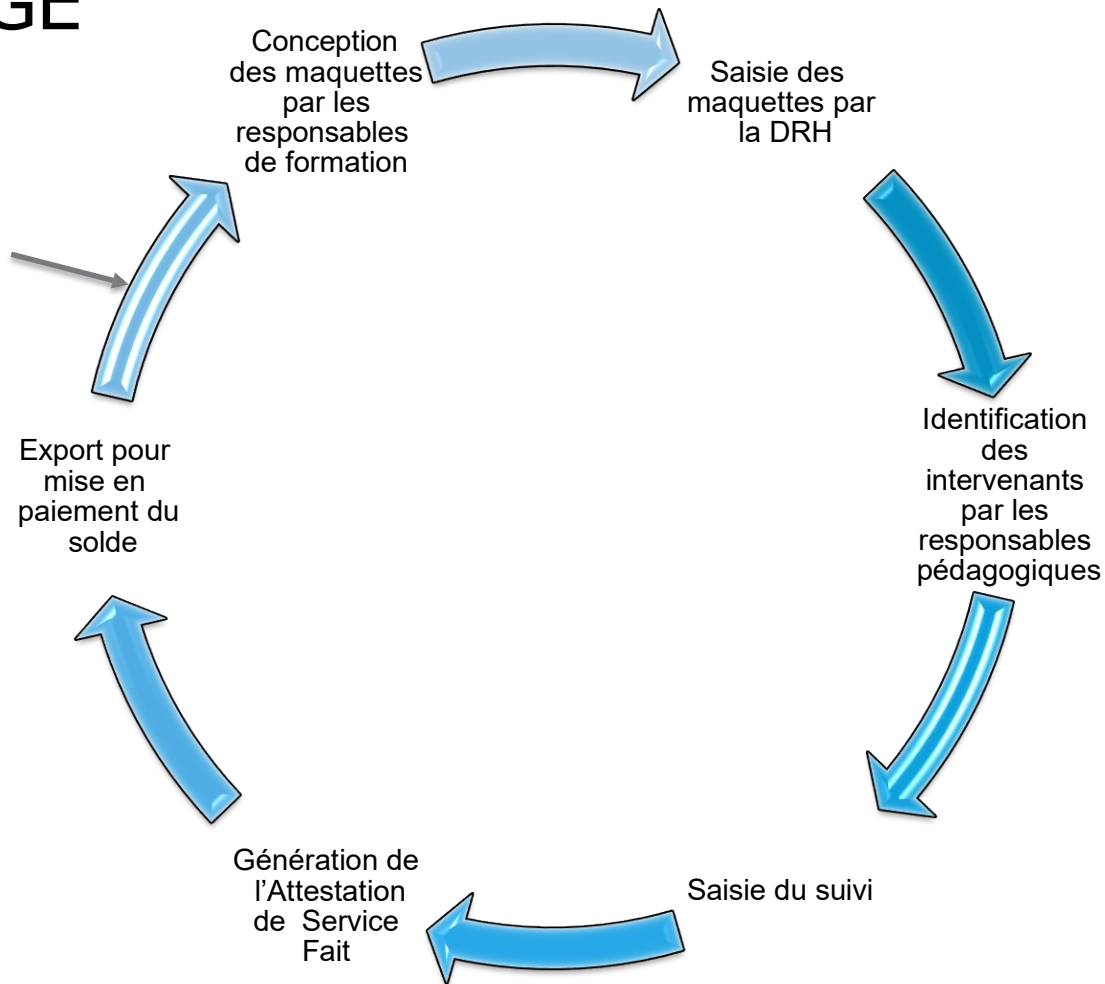 GE
Conception
des maquettes
par les
responsables
de formation
Saisie des
maquettes par
la DRH
Identification
des
intervenants
par les
responsables
pédagogiques
Saisie du suivi
Génération de
l’Attestation
de Service
Fait
Export pour
mise en
paiement du
solde